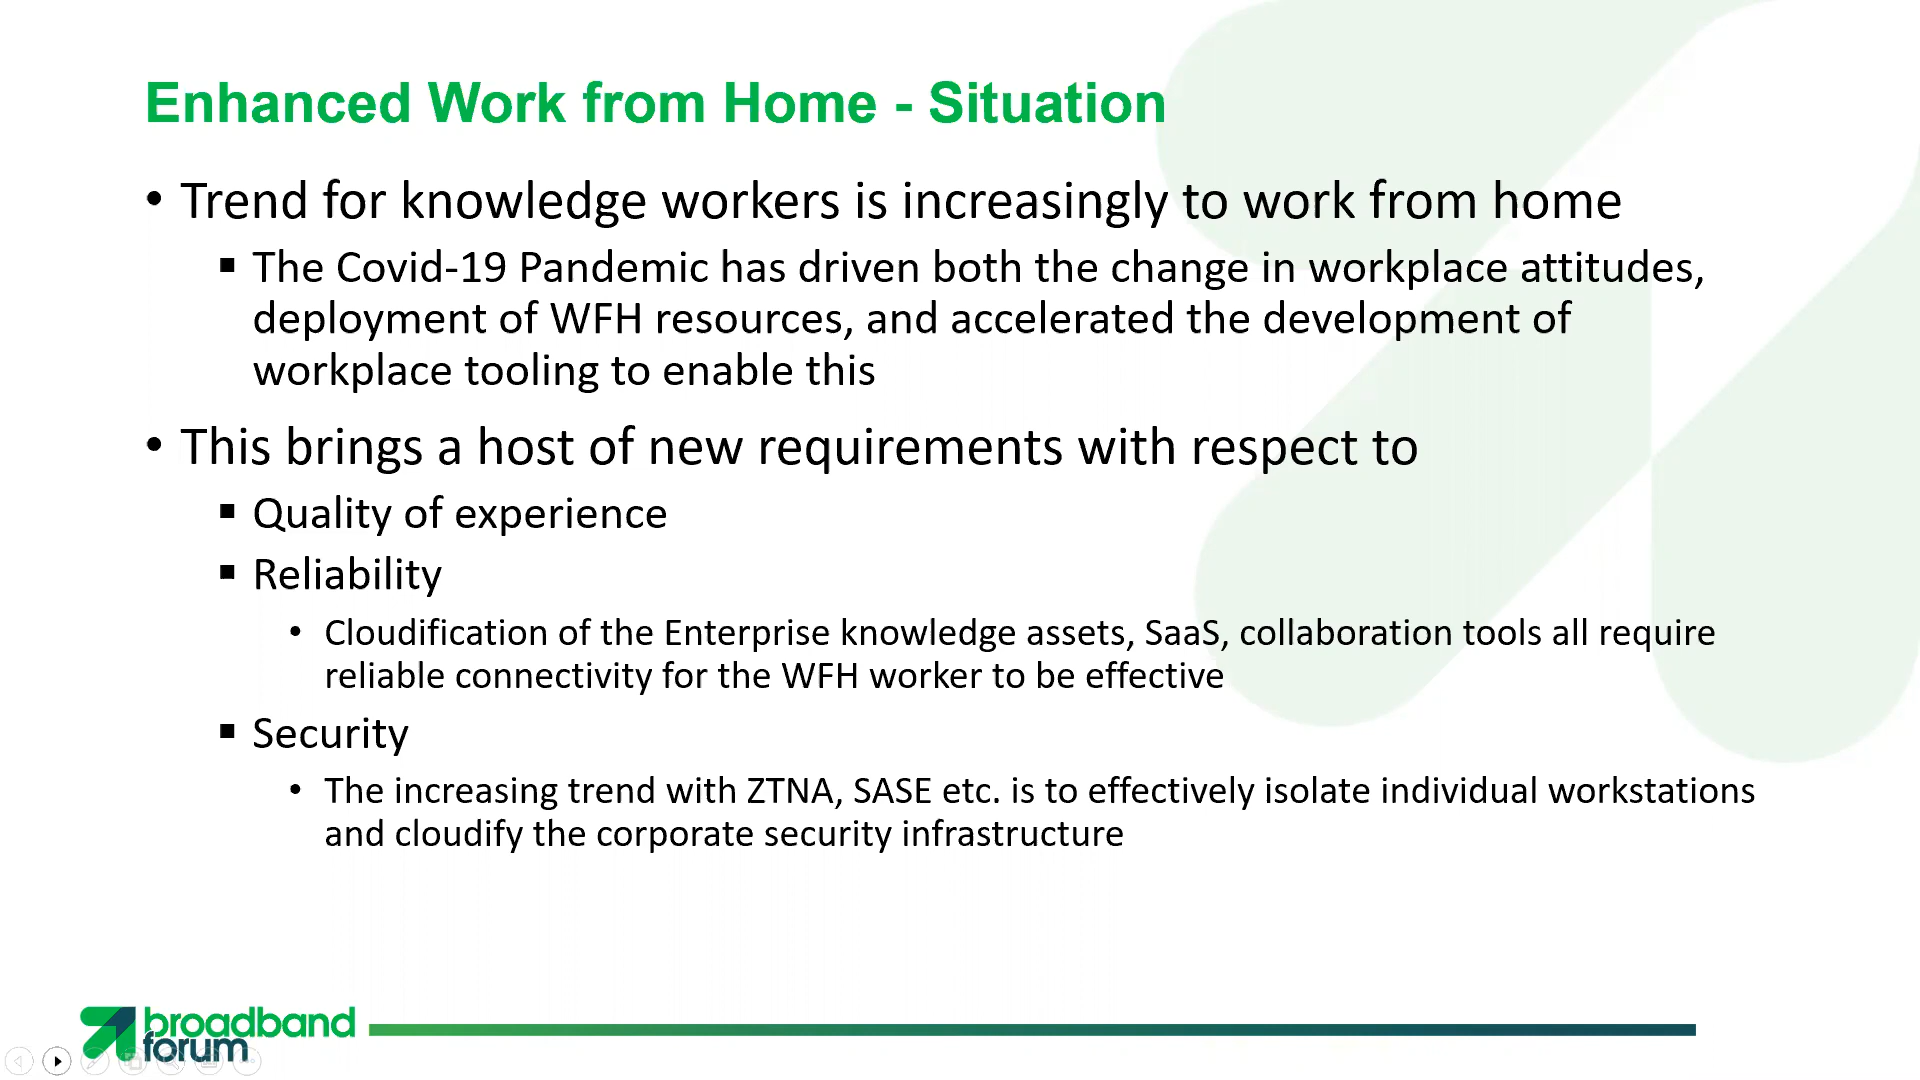 Enhanced Work from Home - Situation
• Trend for knowledge workers is increasingly to work from home
▪ The Covid-19 Pandemic has driven both the change in workplace attitudes,
deployment of WFH resources, and accelerated the development of
workplace tooling to enable this
• This brings a host of new requirements with respect to
▪ Quality of experience
▪ Reliability
• Cloudification of the Enterprise knowledge assets, SaaS, collaboration tools all require
reliable connectivity for the WFH worker to be effective
▪ Security
• The increasing trend with ZTNA, SASE etc. is to effectively isolate individual workstations
and cloudify the corporate security infrastructure
broadband
forum